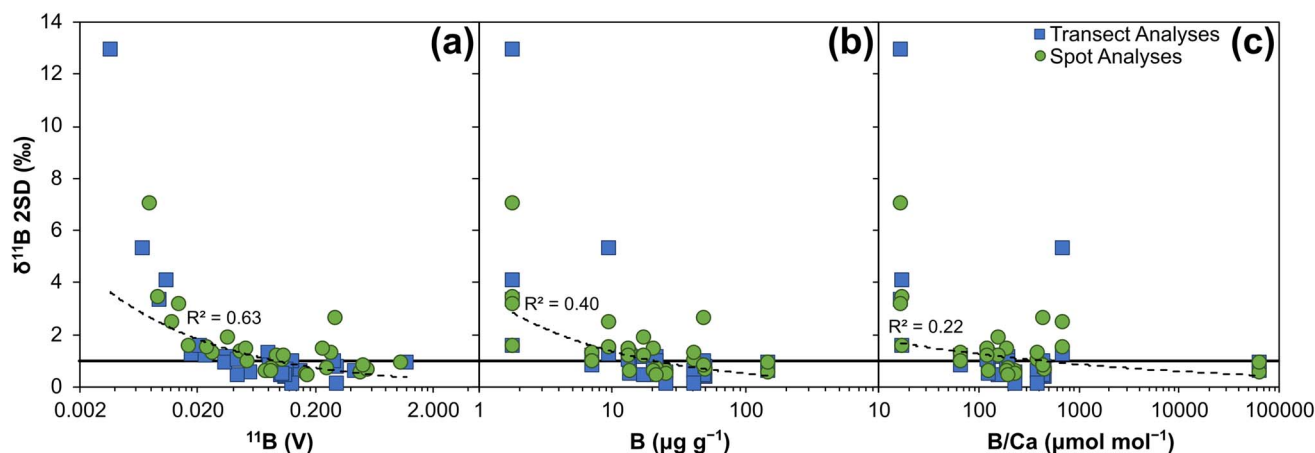 14
12
10
8
6
4
2
0
δ¹¹B 2SD (‰)
(a)
R² = 0.63
0.002 0.020 0.200 2.000
¹¹B (V)
(b)
R² = 0.40
1 10 100
B (µg g⁻¹)
Transect Analyses
Spot Analyses
(c)
R² = 0.22
10 100 1000 10000 100000
B/Ca (µmol mol⁻¹)